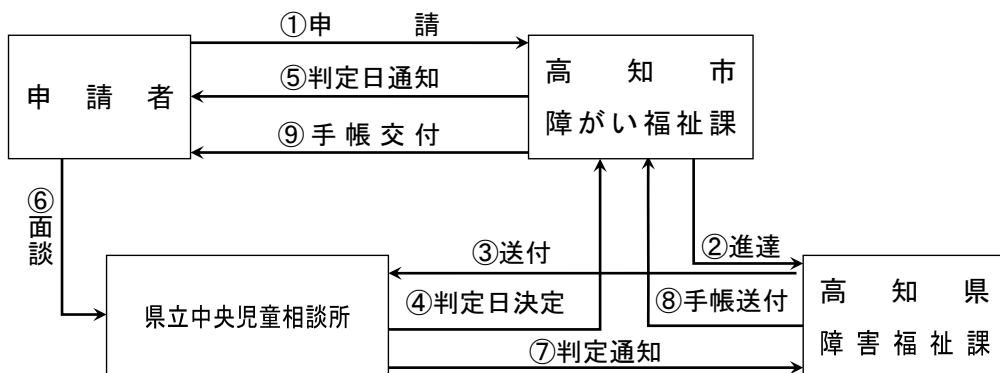 ①申請
高知市
障がい福祉課
申請者
⑤判定日通知
⑨手帳交付
⑥面談
②進達
③送付
高知県
障害福祉課
県立中央児童相談所
④判定日決定
⑧手帳送付
⑦判定通知